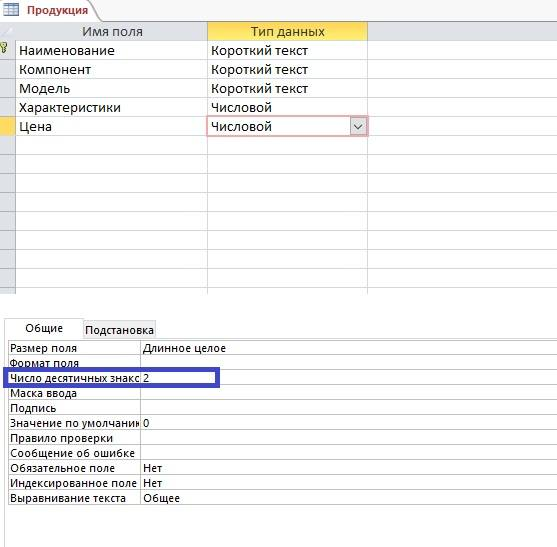 Продукция
Имя поля Тип данных
Наименование Короткий текст
Компонент Короткий текст
Модель Короткий текст
Характеристики Числовой
Цена Числовой
Общие Подстановка
Размер поля Длинное целое
Формат поля
Число десятичных знакс 2
Маска ввода
Подпись
Значение по умолчанию 0
Правило проверки
Сообщение об ошибке
Обязательное поле Нет
Индексированное поле Нет
Выравнивание текста Общее